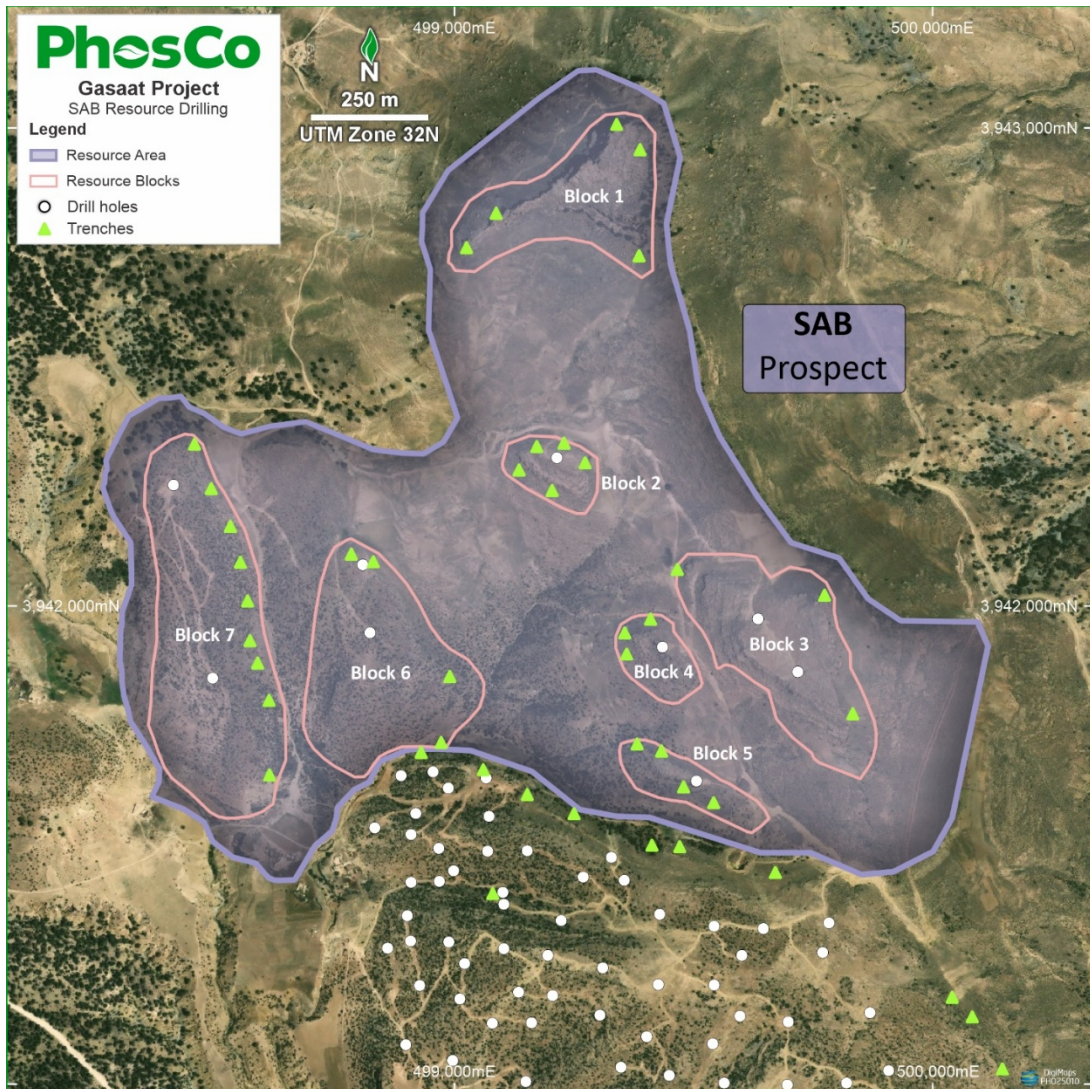 PhosCo
Gasaat Project
SAB Resource Drilling
Legend
Resource Area
Resource Blocks
Drill holes
Trenches
N
250 m
UTM Zone 32N
499,000mE
500,000mE
3,943,000mN
Block 1
SAB
Prospect
Block 2
3,942,000mN
3,942,000mN
Block 7
Block 6
Block 4
Block 3
Block 5
499,000mE
500,000mE
DigiMaps
PHOZS010